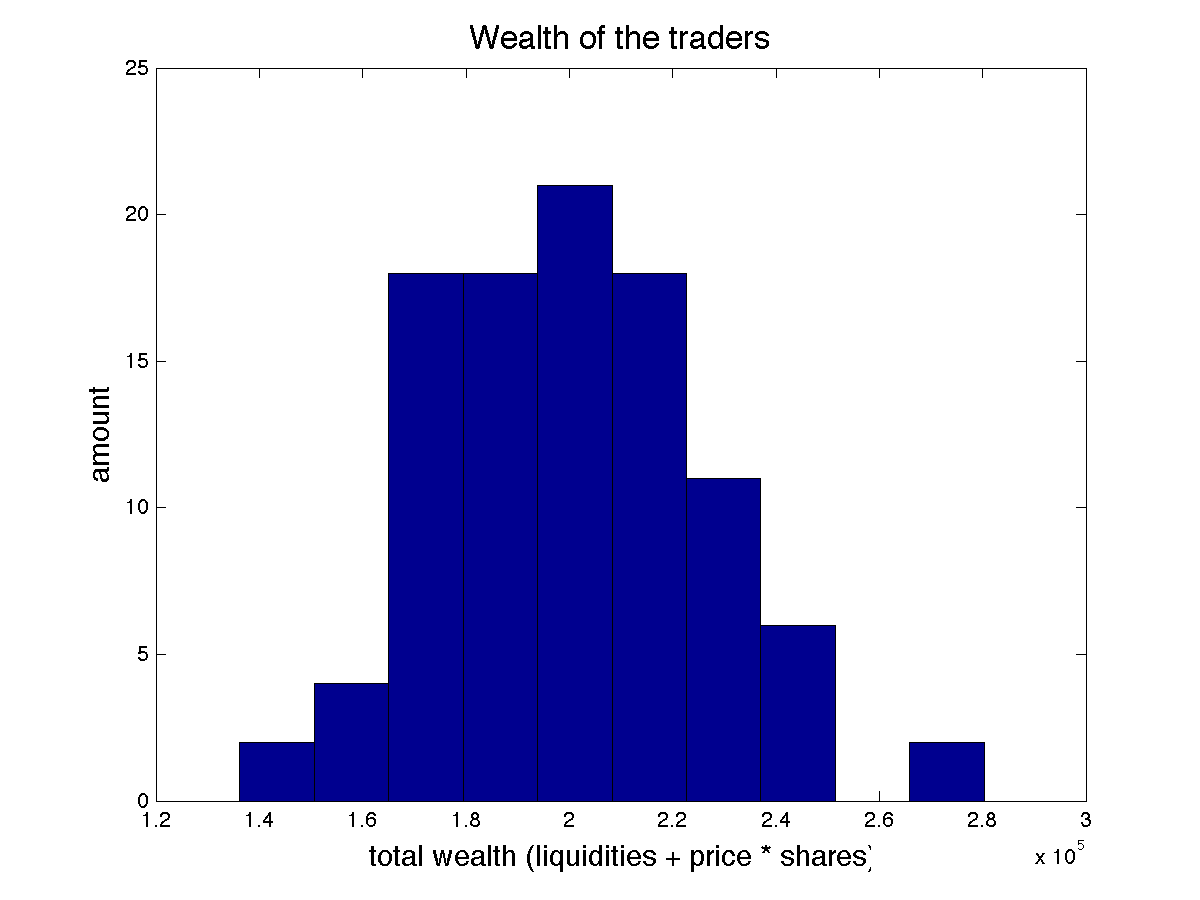 Wealth of the traders
25
20
15
10
5
0
amount
1.2 1.4 1.6 1.8 2 2.2 2.4 2.6 2.8 3
x 10^5
total wealth (liquidities + price * shares)